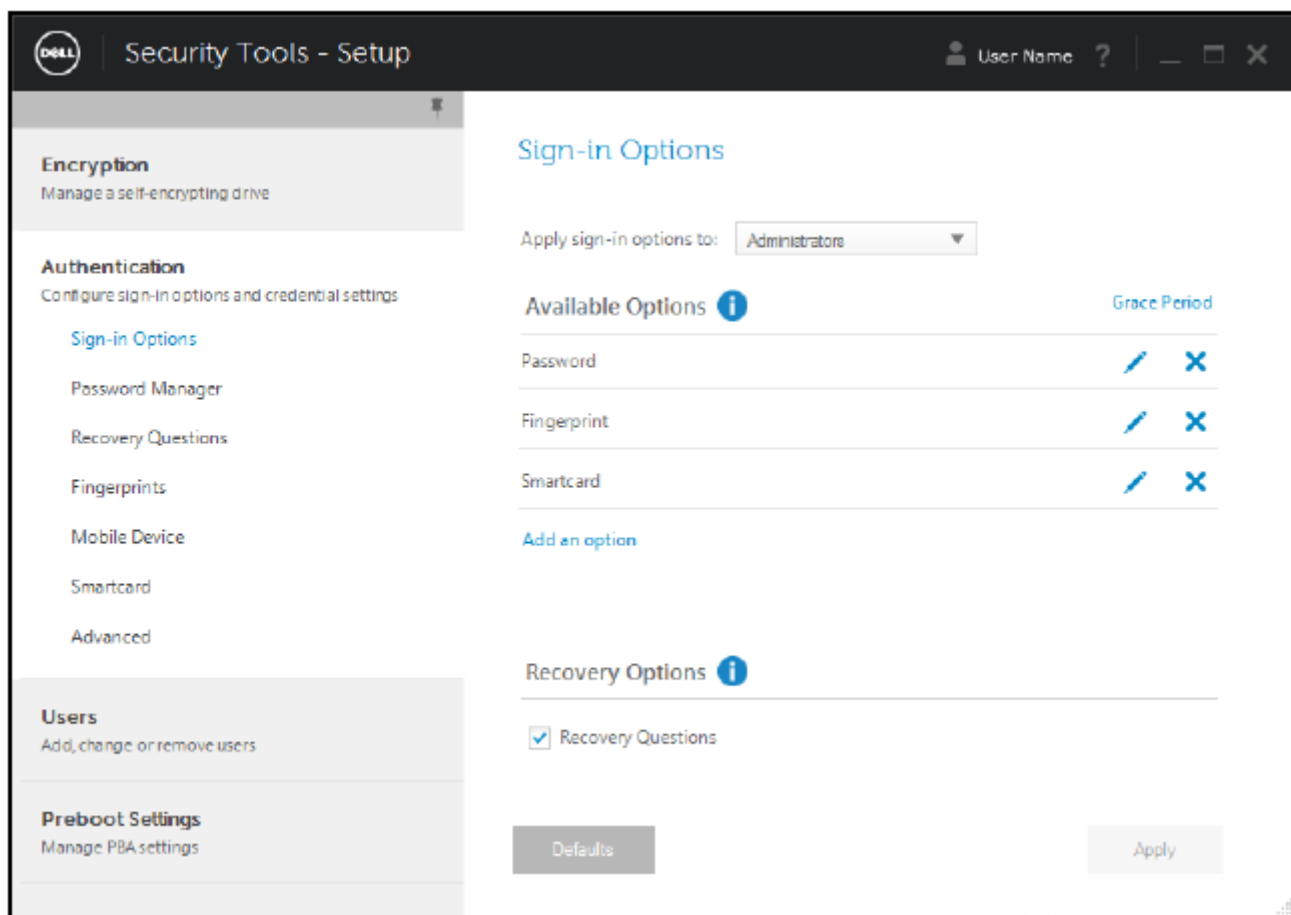 DELL
Security Tools - Setup
User Name ?
Encryption
Manage a self-encrypting drive
Authentication
Configure sign-in options and credential settings
Sign-in Options
Password Manager
Recovery Questions
Fingerprints
Mobile Device
Smartcard
Advanced
Users
Add, change or remove users
Preboot Settings
Manage PBA settings
Sign-in Options
Apply sign-in options to: Administrators
Available Options i Grace Period
Password
Fingerprint
Smartcard
Add an option
Recovery Options i
Recovery Questions
Defaults Apply